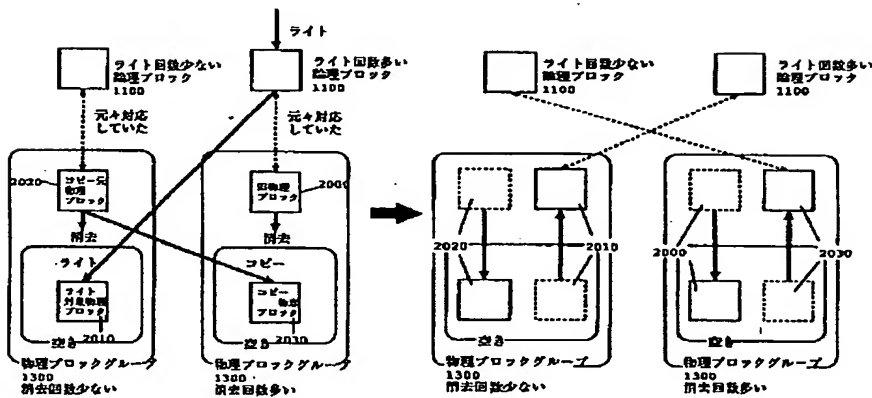 ライト
ライト回数少ない
論理ブロック
1100
ライト回数多い
論理ブロック
1100
元々対応
していた
元々対応
していた
2020
コピー元
物理
ブロック
旧物理
ブロック
2000
消去
消去
ライト
ライト
対象物理
ブロック
2010
空き
コピー
コピー
物理
ブロック
2030
空き
物理ブロックグループ
1300
消去回数少ない
物理ブロックグループ
1300
消去回数多い
ライト回数少ない
論理ブロック
1100
ライト回数多い
論理ブロック
1100
2020
2010
空き
2000
2030
空き
物理ブロックグループ
1300
消去回数少ない
物理ブロックグループ
1300
消去回数多い